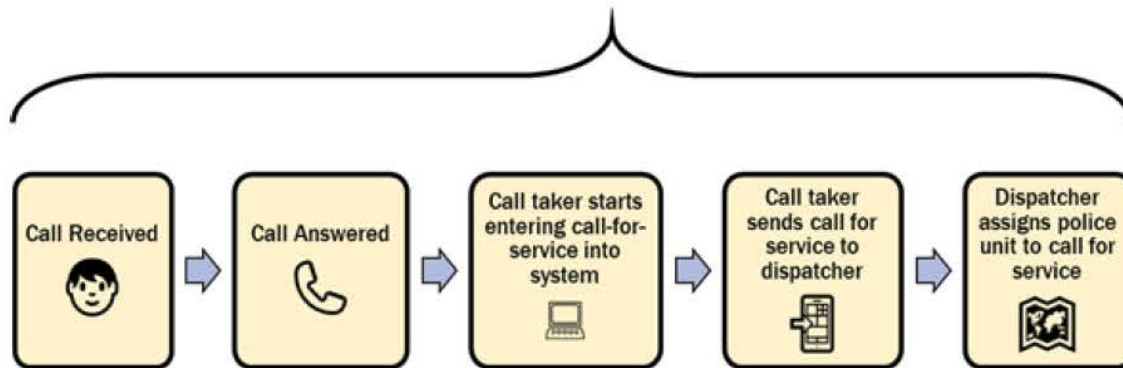 Call Received
Call Answered
Call taker starts
entering call-for-
service into
system
Call taker
sends call for
service to
dispatcher
Dispatcher
assigns police
unit to call for
service